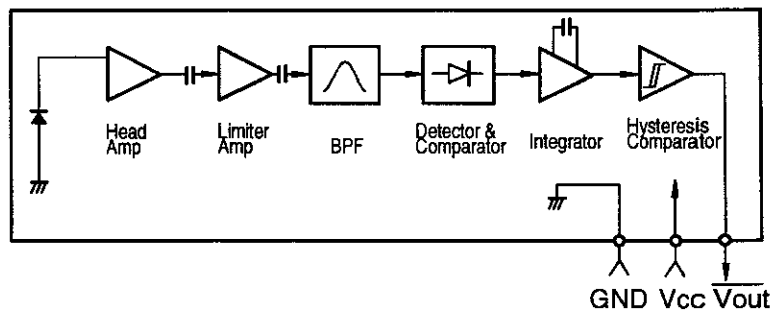 Head
Amp
Limiter
Amp
BPF
Detector &
Comparator
Integrator
Hysteresis
Comparator
GND Vcc Vout